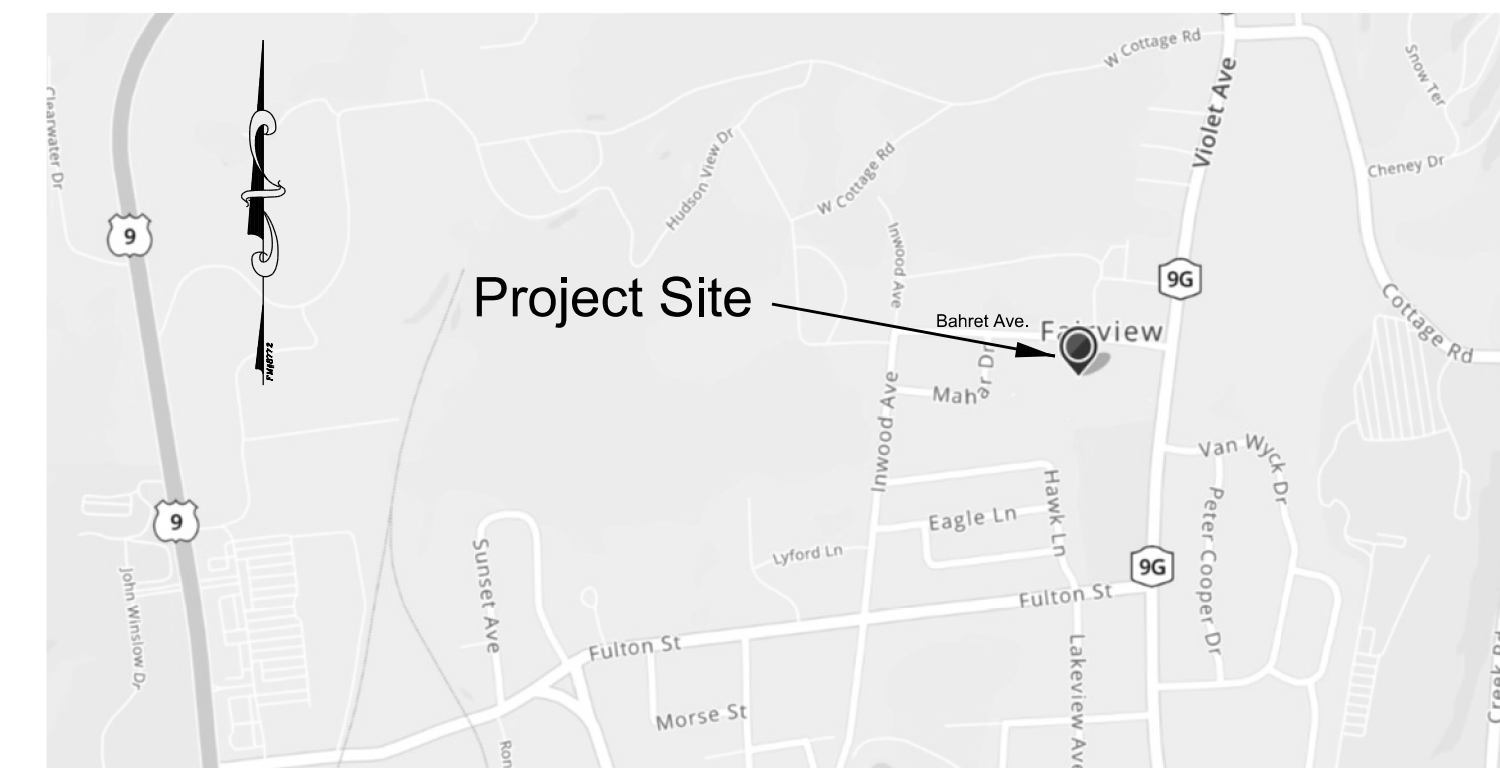 W Cottage Rd
Snow Ter
Violet Ave
Clearwater Dr
Hudson View Dr
W Cottage Rd
Cheney Dr
9
Inwood Ave
9G
Project Site
Bahret Ave.
Fairview
Cottage Rd
Mahar Dr
Inwood Ave
Van Wyck Dr
Hawk Ln
Peter Cooper Dr
9
Eagle Ln
Sunset Ave
Lyford Ln
9G
John Winslow Dr
Fulton St
Fulton St
Lakeview Ave
Morse St
Ron